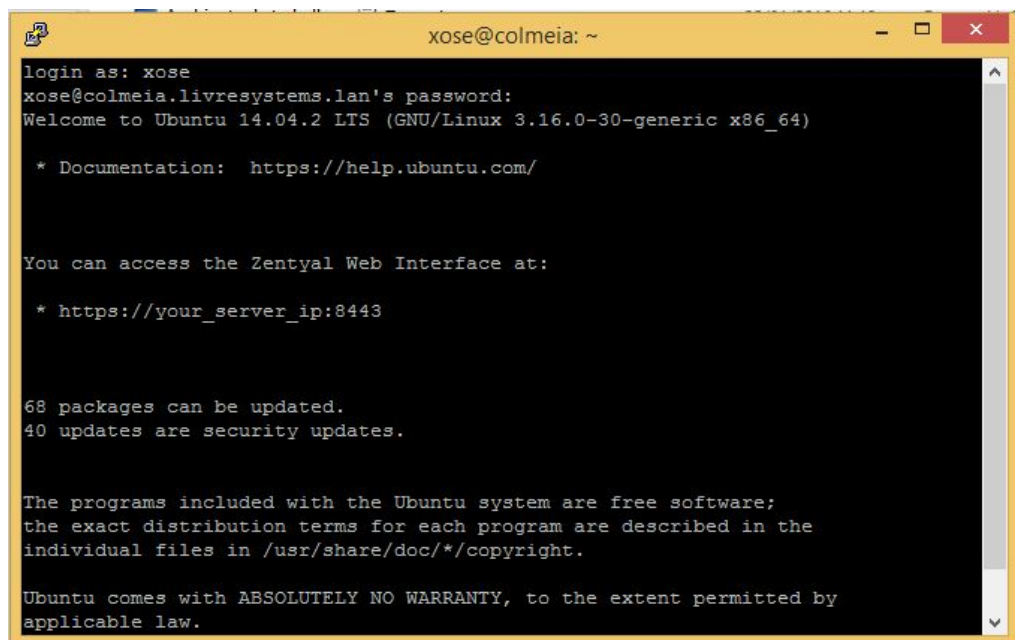 xose@colmeia: ~
login as: xose
xose@colmeia.livresystems.lan's password:
Welcome to Ubuntu 14.04.2 LTS (GNU/Linux 3.16.0-30-generic x86_64)
* Documentation:  https://help.ubuntu.com/
You can access the Zentyal Web Interface at:
* https://your_server_ip:8443
68 packages can be updated.
40 updates are security updates.
The programs included with the Ubuntu system are free software;
the exact distribution terms for each program are described in the
individual files in /usr/share/doc/*/copyright.
Ubuntu comes with ABSOLUTELY NO WARRANTY, to the extent permitted by
applicable law.